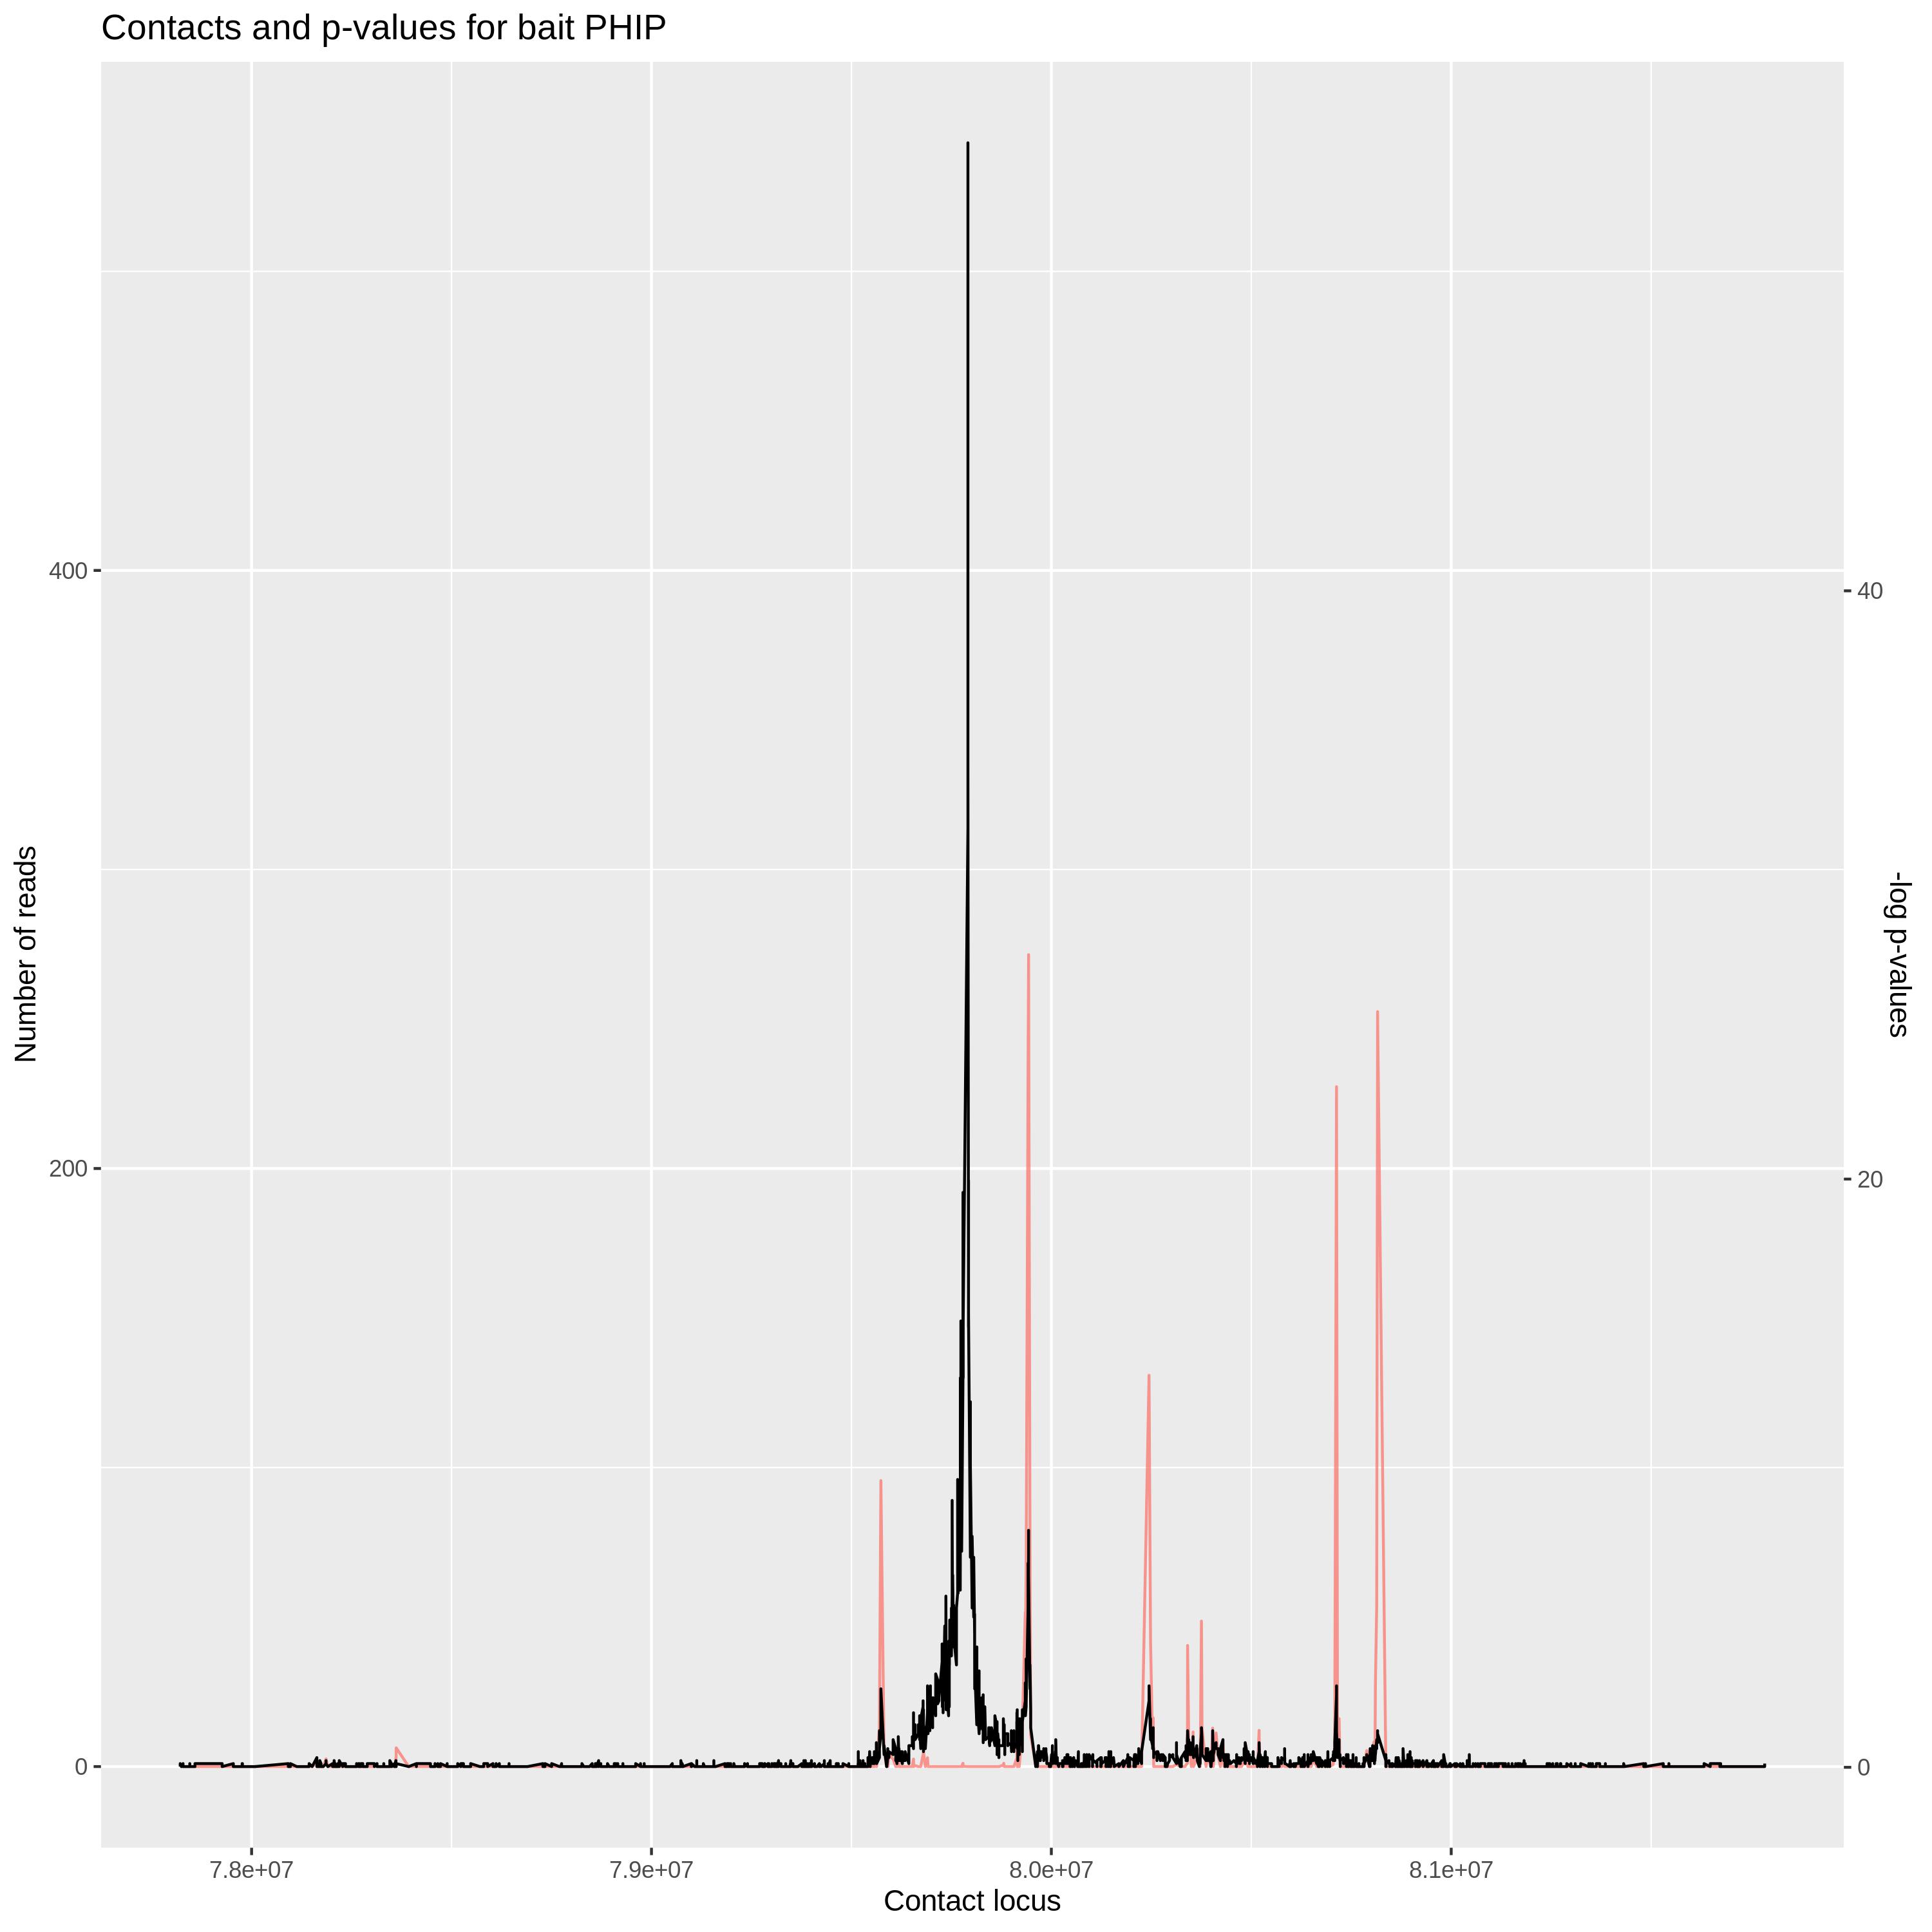 Contacts and p-values for bait PHIP
Number of reads
400
200
0
40
20
0
-log p-values
7.8e+07
7.9e+07
8.0e+07
8.1e+07
Contact locus